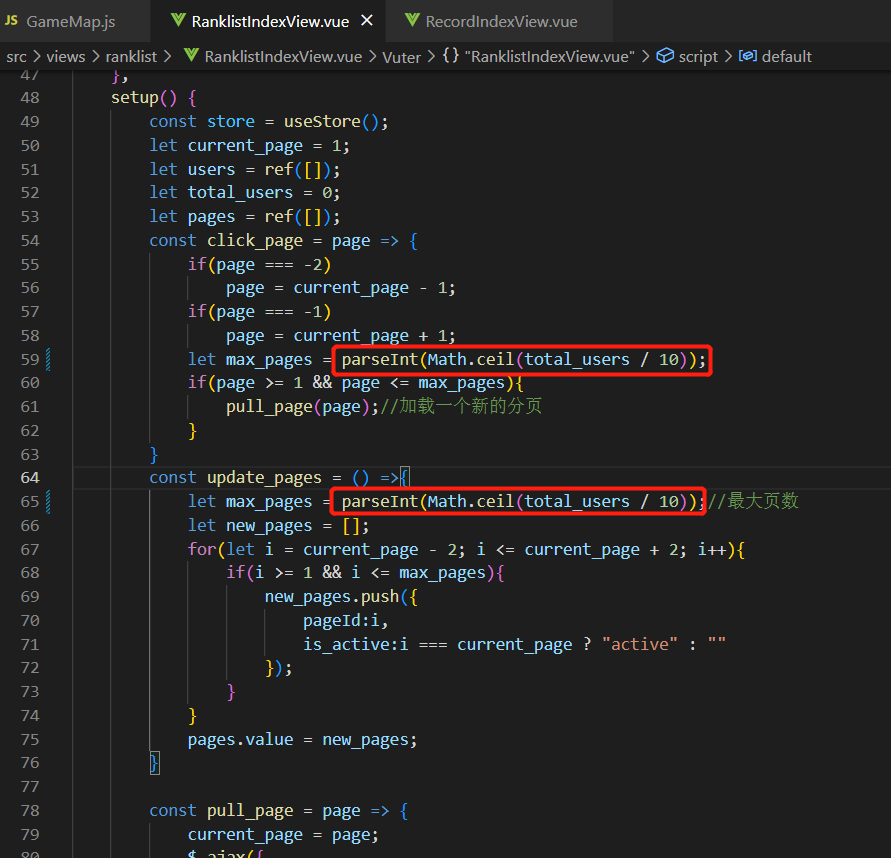 JS GameMap.js RanklistIndexView.vue × RecordIndexView.vue
src > views > ranklist > RanklistIndexView.vue > Vuter > {} "RanklistIndexView.vue" > script > default
47 },
48 setup() {
49 const store = useStore();
50 let current_page = 1;
51 let users = ref([]);
52 let total_users = 0;
53 let pages = ref([]);
54 const click_page = page => {
55 if(page === -2)
56 page = current_page - 1;
57 if(page === -1)
58 page = current_page + 1;
59 let max_pages = parseInt(Math.ceil(total_users / 10));
60 if(page >= 1 && page <= max_pages){
61 pull_page(page);//加载一个新的分页
62 }
63 }
64 const update_pages = () =>{
65 let max_pages = parseInt(Math.ceil(total_users / 10));//最大页数
66 let new_pages = [];
67 for(let i = current_page - 2; i <= current_page + 2; i++){
68 if(i >= 1 && i <= max_pages){
69 new_pages.push({
70 pageId:i,
71 is_active:i === current_page ? "active" : ""
72 });
73 }
74 }
75 pages.value = new_pages;
76 }
77
78 const pull_page = page => {
79 current_page = page;
80 $.ajax({